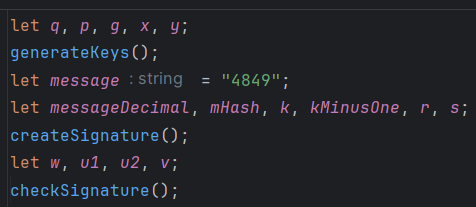 let q, p, g, x, y;
generateKeys();
let message : string = "4849";
let messageDecimal, mHash, k, kMinusOne, r, s;
createSignature();
let w, u1, u2, v;
checkSignature();